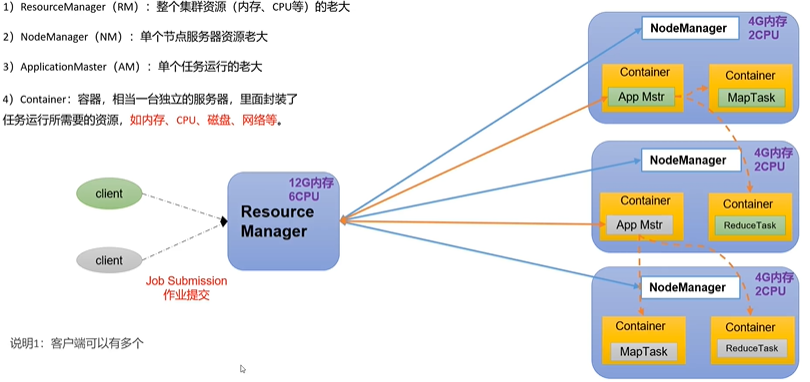 1）ResourceManager（RM）：整个集群资源（内存、CPU等）的老大
2）NodeManager（NM）：单个节点服务器资源老大
3）ApplicationMaster（AM）：单个任务运行的老大
4）Container：容器，相当一台独立的服务器，里面封装了
任务运行所需要的资源，如内存、CPU、磁盘、网络等。
client
client
Job Submission
作业提交
12G内存
6CPU
Resource
Manager
说明1：客户端可以有多个
NodeManager
4G内存
2CPU
Container
App Mstr
Container
MapTask
NodeManager
4G内存
2CPU
Container
App Mstr
Container
ReduceTask
NodeManager
4G内存
2CPU
Container
MapTask
Container
ReduceTask